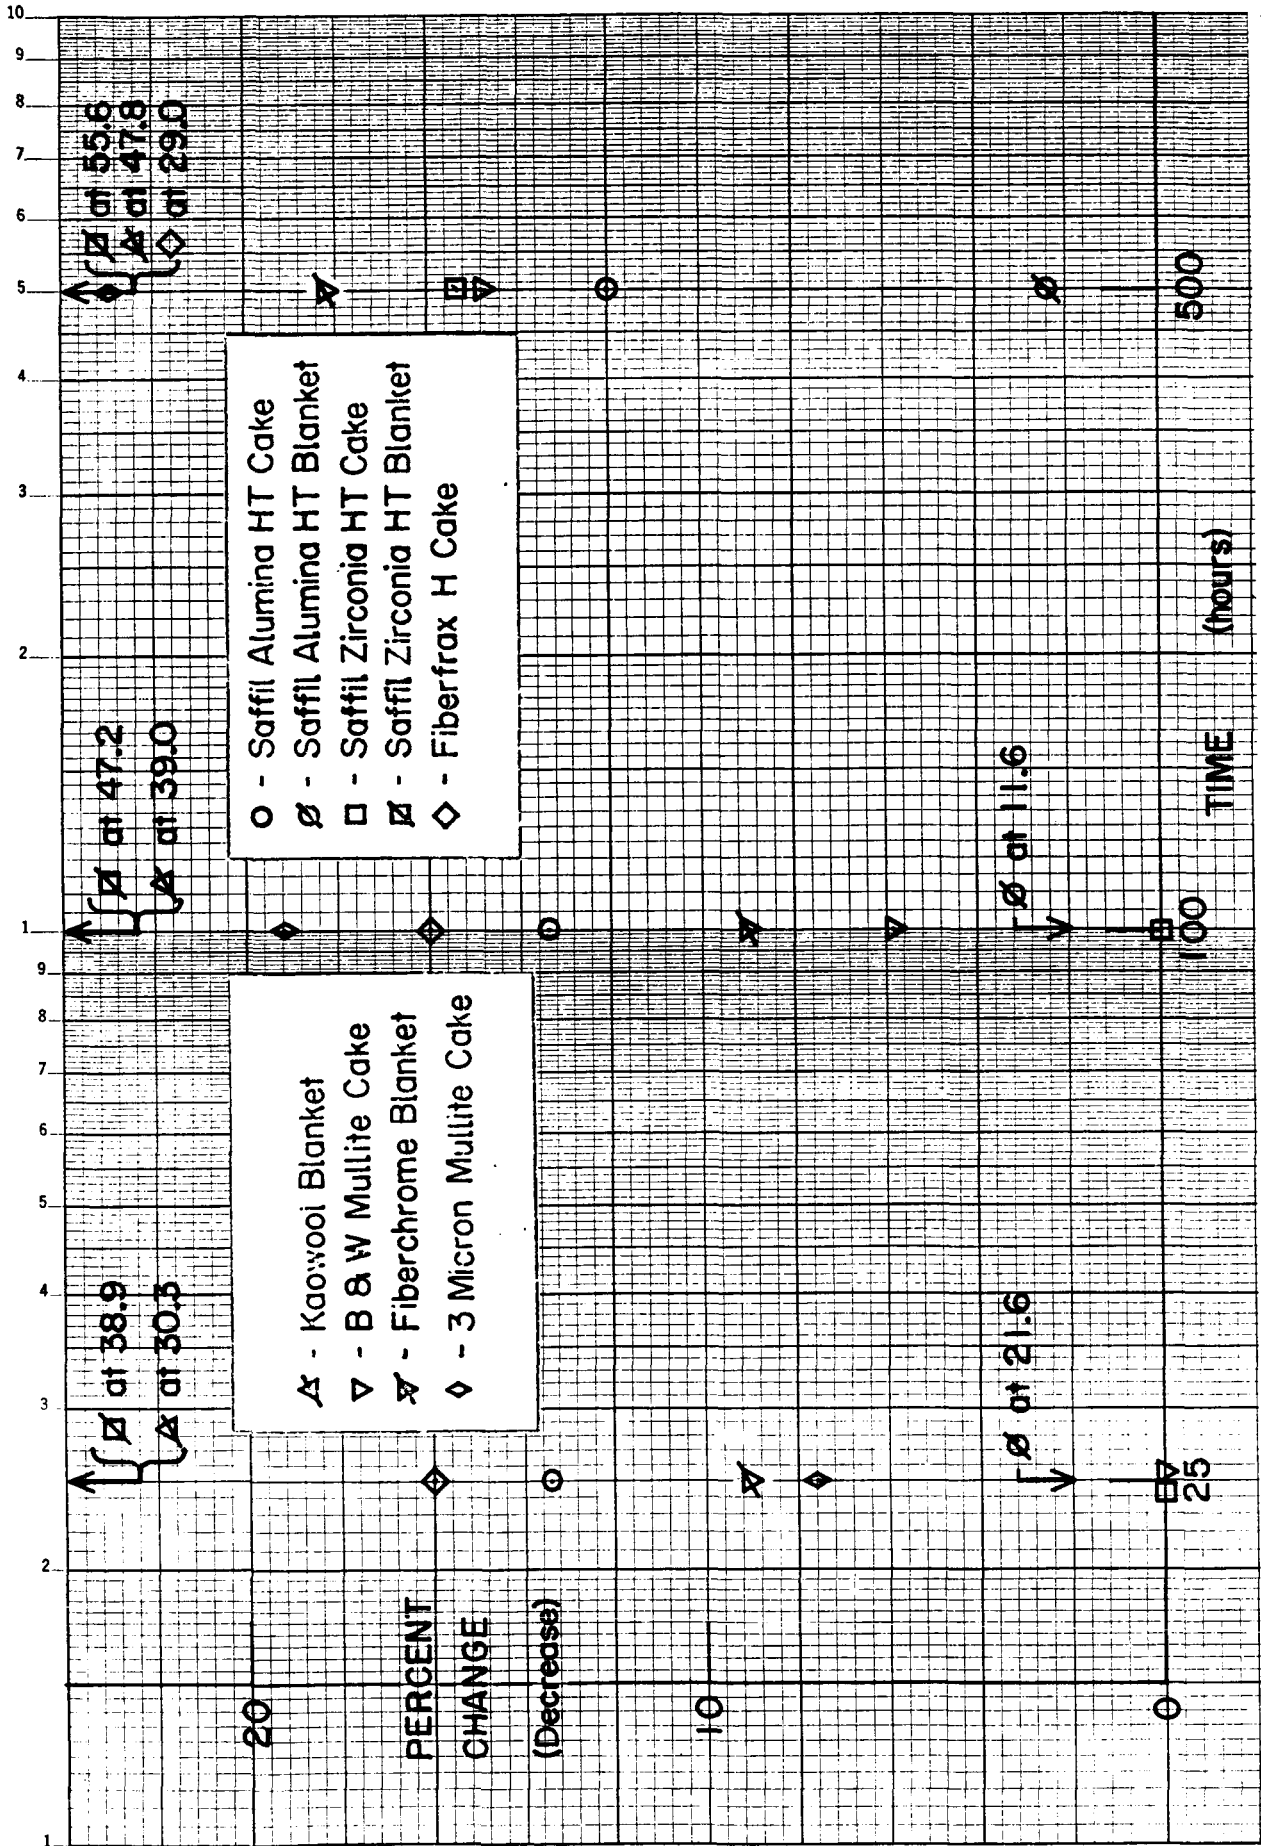 PERCENT
CHANGE
(Decrease)
20
10
0
at 38.9
at 30.3
at 47.2
at 39.0
at 55.6
at 47.8
at 29.0
- Kaowool Blanket
- B & W Mullite Cake
- Fiberchrome Blanket
- 3 Micron Mullite Cake
- Saffil Alumina HT Cake
- Saffil Alumina HT Blanket
- Saffil Zirconia HT Cake
- Saffil Zirconia HT Blanket
- Fiberfrax H Cake
Ø at 21.6
Ø at 11.6
25
100
500
TIME (hours)
1
2
3
4
5
6
7
8
9
1
2
3
4
5
6
7
8
9
10